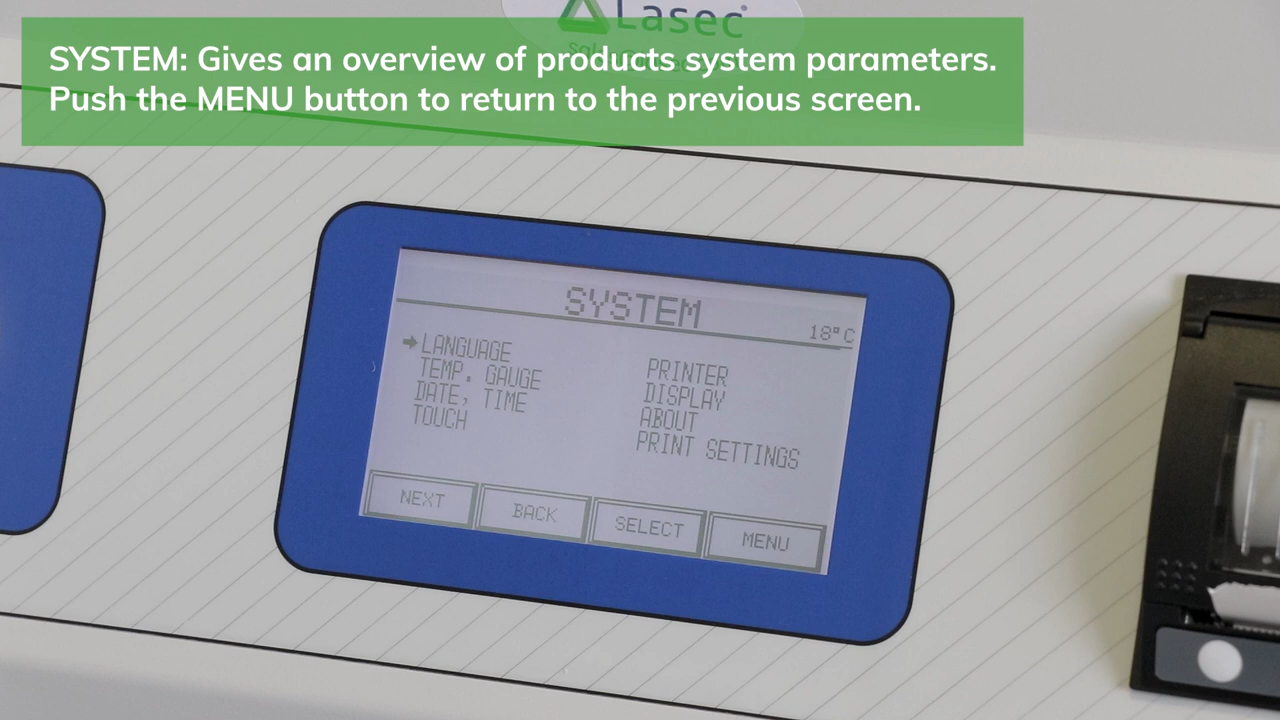 Lasec
SYSTEM: Gives an overview of products system parameters.
Push the MENU button to return to the previous screen.
SYSTEM
18°C
LANGUAGE
TEMP. GAUGE
DATE, TIME
TOUCH
PRINTER
DISPLAY
ABOUT
PRINT SETTINGS
NEXT
BACK
SELECT
MENU